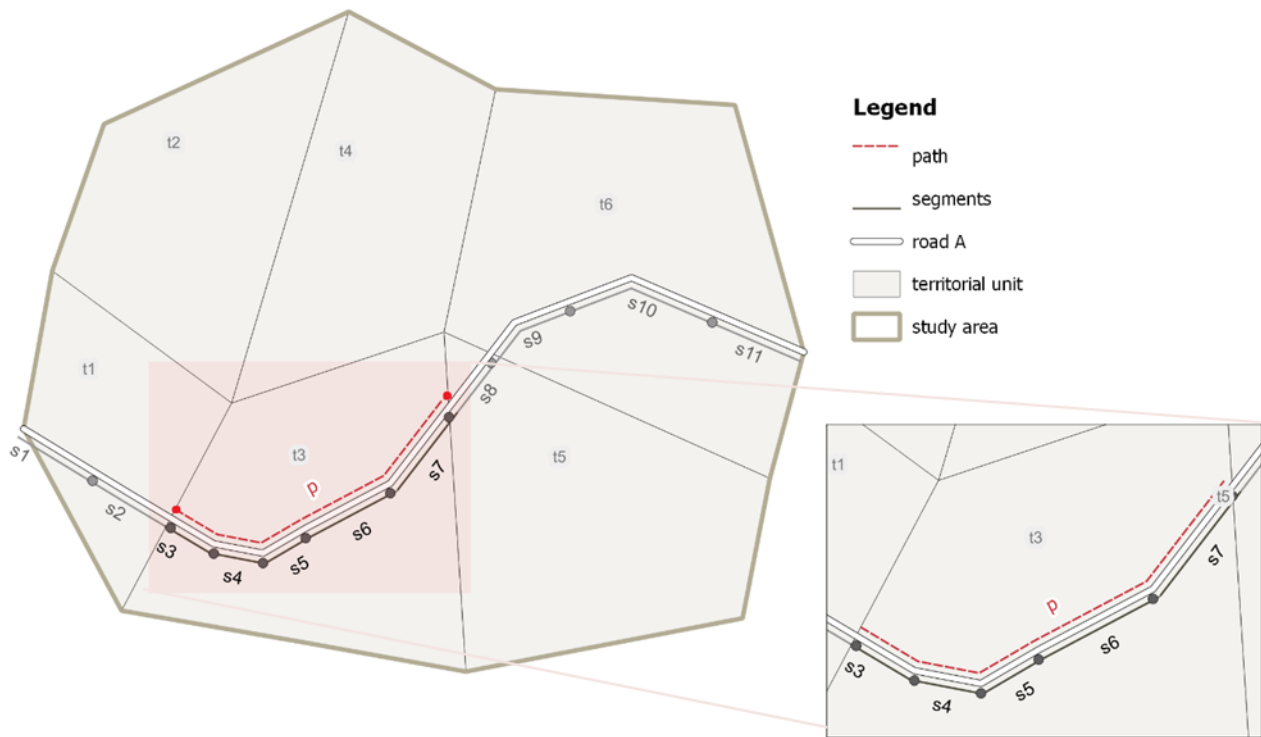 t2
t4
t6
t1
t3
t5
p
s1
s2
s3
s4
s5
s6
s7
s8
s9
s10
s11
Legend
path
segments
road A
territorial unit
study area
t1
t3
t5
p
s3
s4
s5
s6
s7